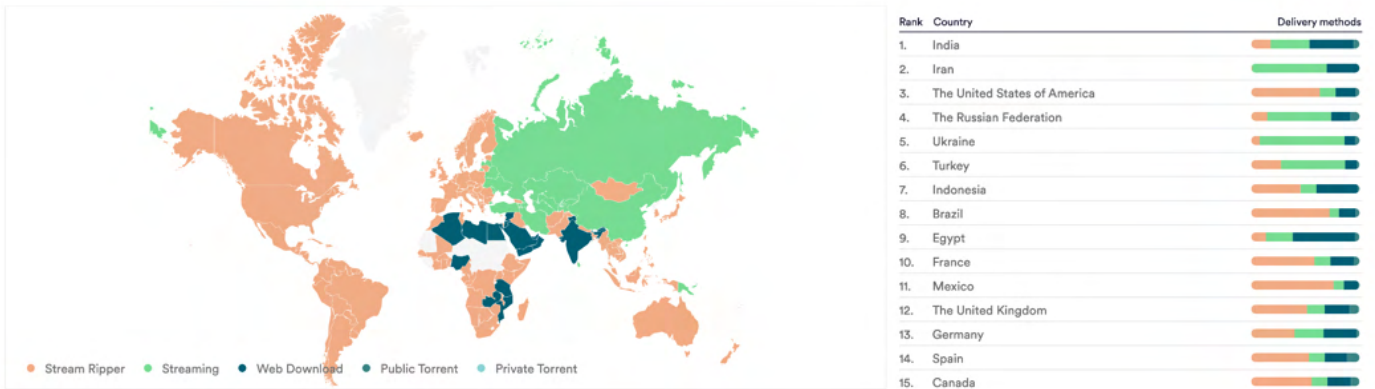 Stream Ripper
Streaming
Web Download
Public Torrent
Private Torrent
Rank Country Delivery methods
1. India
2. Iran
3. The United States of America
4. The Russian Federation
5. Ukraine
6. Turkey
7. Indonesia
8. Brazil
9. Egypt
10. France
11. Mexico
12. The United Kingdom
13. Germany
14. Spain
15. Canada